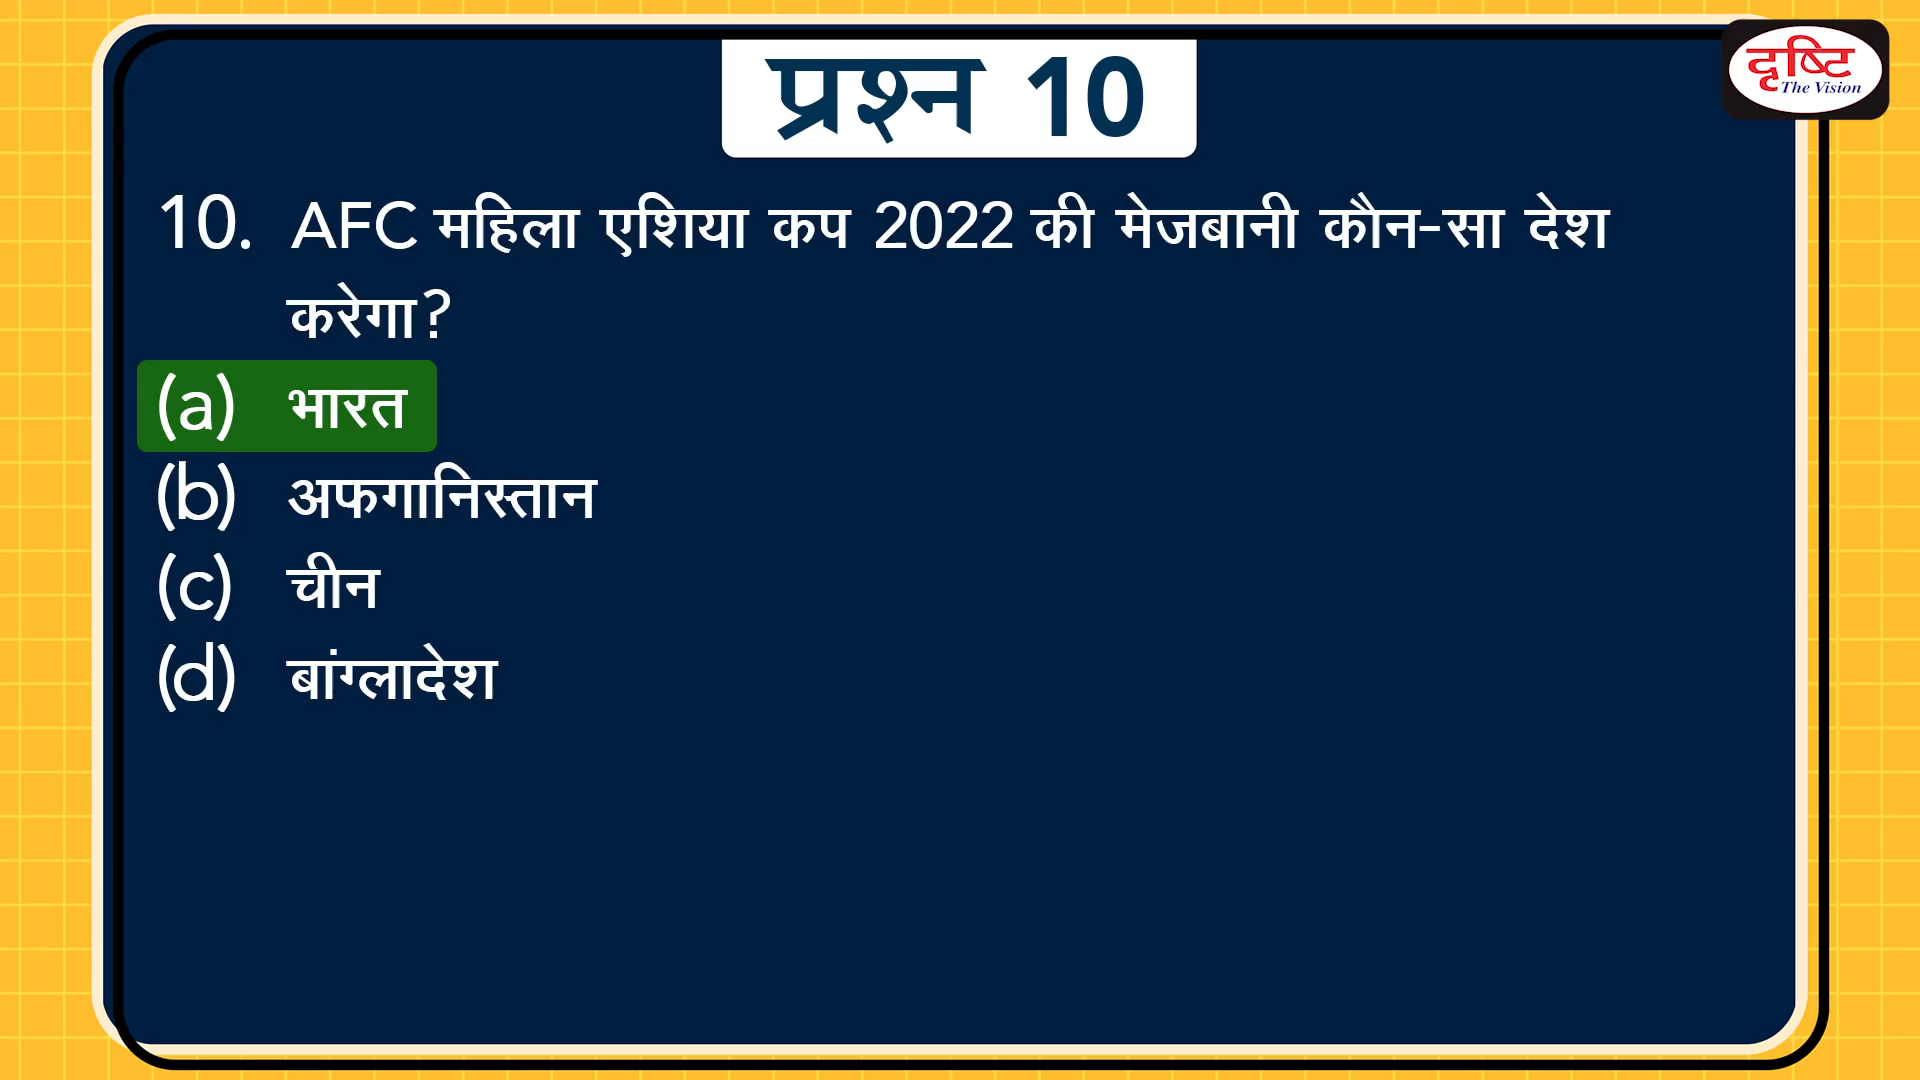 प्रश्न 10
दृष्टि
The Vision
10. AFC महिला एशिया कप 2022 की मेजबानी कौन-सा देश
करेगा?
(a) भारत
(b) अफगानिस्तान
(c) चीन
(d) बांग्लादेश